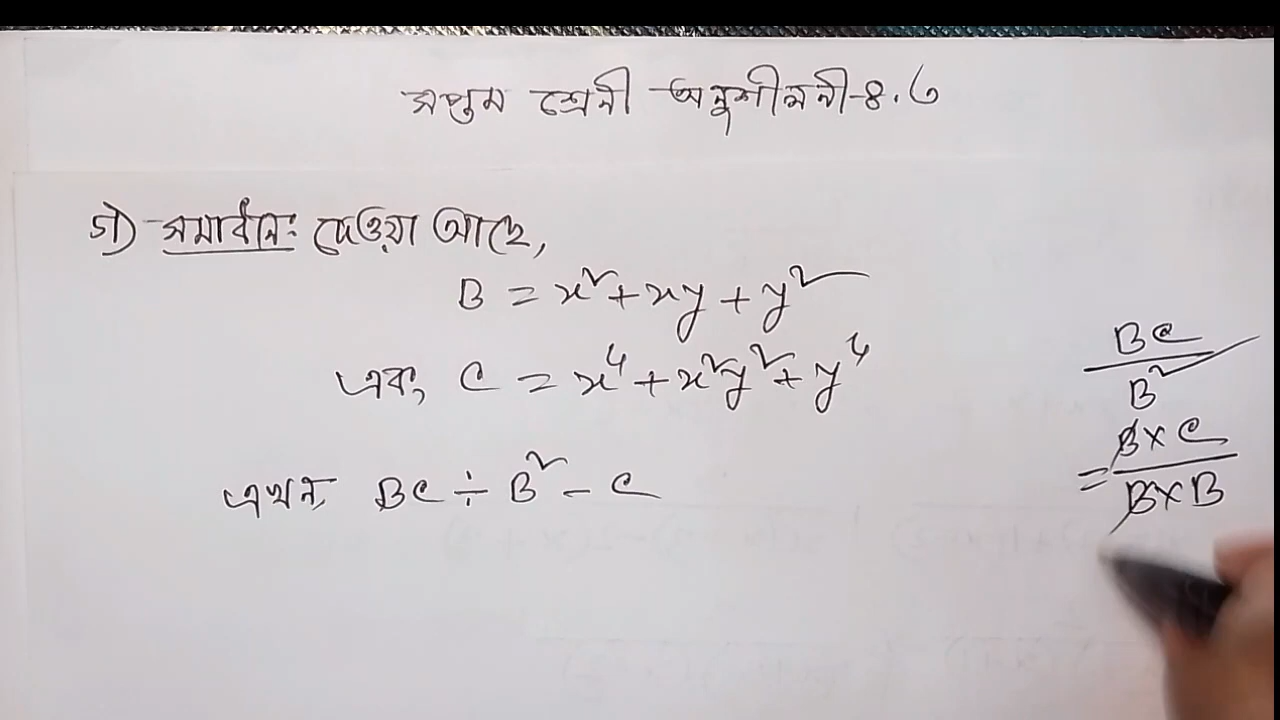 সপ্তম শ্রেনী অনুশীলনী-৪.৩
গ) সমাধান: দেওয়া আছে,
B = x² + xy + y²
এবং C = x⁴ + x²y² + y⁴
এখন, BC ÷ B² - C
BC
B²
= B × C
B × B